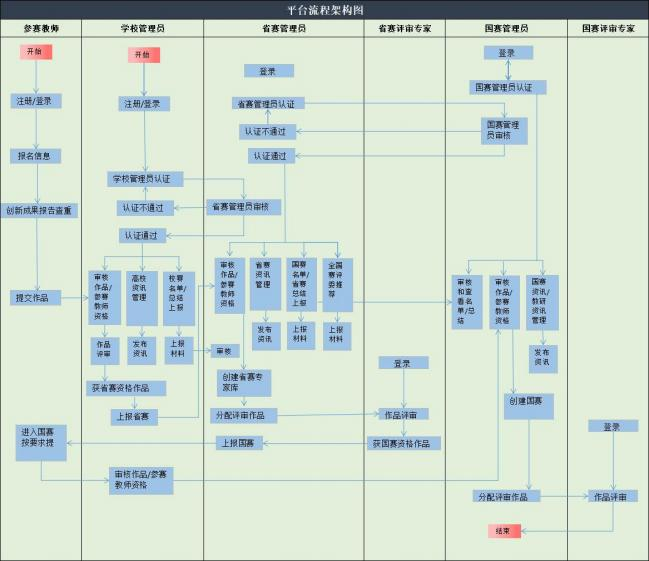 平台流程架构图
参赛教师
学校管理员
省赛管理员
省赛评审专家
国赛管理员
国赛评审专家
开始
注册/登录
报名信息
创新成果报告查重
提交作品
进入国赛
按要求提
开始
注册/登录
学校管理员认证
认证不通过
认证通过
审核
作品/
参赛
教师
资格
高校
资讯
管理
校赛
名单/
总结
上报
作品
评审
发布
资讯
上报
材料
获省赛资格作品
上报省赛
审核作品/参赛
教师资格
登录
省赛管理员认证
认证不通过
认证通过
省赛管理员审核
审核
作品/
参赛
教师
资格
省赛
资讯
管理
国赛
名单/
省赛
总结
上报
全国
赛评
委推
荐
发布
资讯
上报
材料
上报
材料
审核
创建省赛专
家库
分配评审作品
上报国赛
登录
作品评审
获国赛资格作品
登录
国赛管理员认证
国赛管理
员审核
审核
和查
看名
单/总
结
审核
作品/
参赛
教师
资格
国赛
资讯/
教研
资讯
管理
发布
资讯
创建国赛
分配评审作品
结束
登录
作品评审